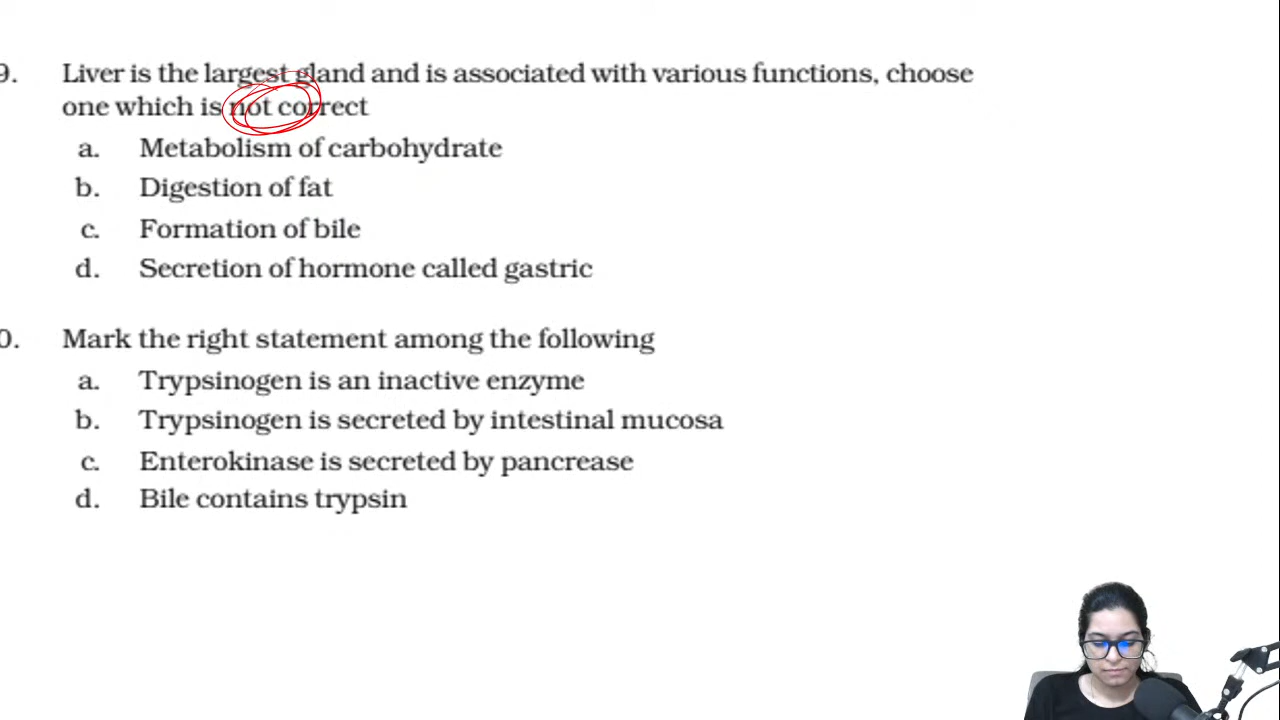 9. Liver is the largest gland and is associated with various functions, choose
one which is not correct
a. Metabolism of carbohydrate
b. Digestion of fat
c. Formation of bile
d. Secretion of hormone called gastric
0. Mark the right statement among the following
a. Trypsinogen is an inactive enzyme
b. Trypsinogen is secreted by intestinal mucosa
c. Enterokinase is secreted by pancrease
d. Bile contains trypsin